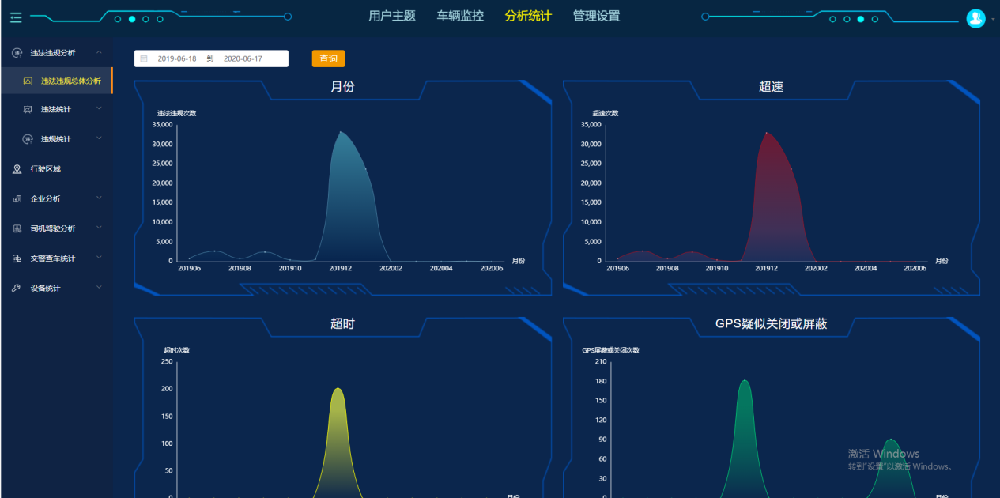 用户主题 车辆监控 分析统计 管理设置
违法违规分析
违法违规总体分析
违法统计
违规统计
行驶区域
企业分析
司机驾驶分析
交警查车统计
设备统计
2019-06-18 到 2020-06-17 查询
月份
违法违规次数
35,000
30,000
25,000
20,000
15,000
10,000
5,000
0
201906 201908 201910 201912 202002 202004 202006
月份
超速
超速次数
35,000
30,000
25,000
20,000
15,000
10,000
5,000
0
201906 201908 201910 201912 202002 202004 202006
月份
超时
超时次数
250
200
150
100
50
0
月份
GPS疑似关闭或屏蔽
GPS屏蔽或关闭次数
210
180
150
120
90
60
30
0
月份
激活 Windows
转到"设置"以激活 Windows。